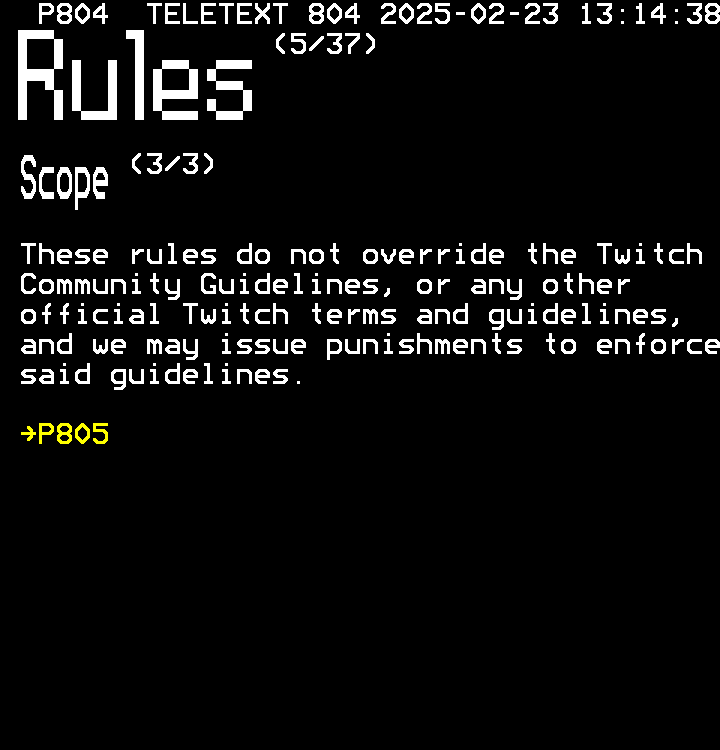 P804  TELETEXT 804 2025-02-23 13:14:38
Rules (5/37)
Scope (3/3)
These rules do not override the Twitch
Community Guidelines, or any other
official Twitch terms and guidelines,
and we may issue punishments to enforce
said guidelines.
→P805